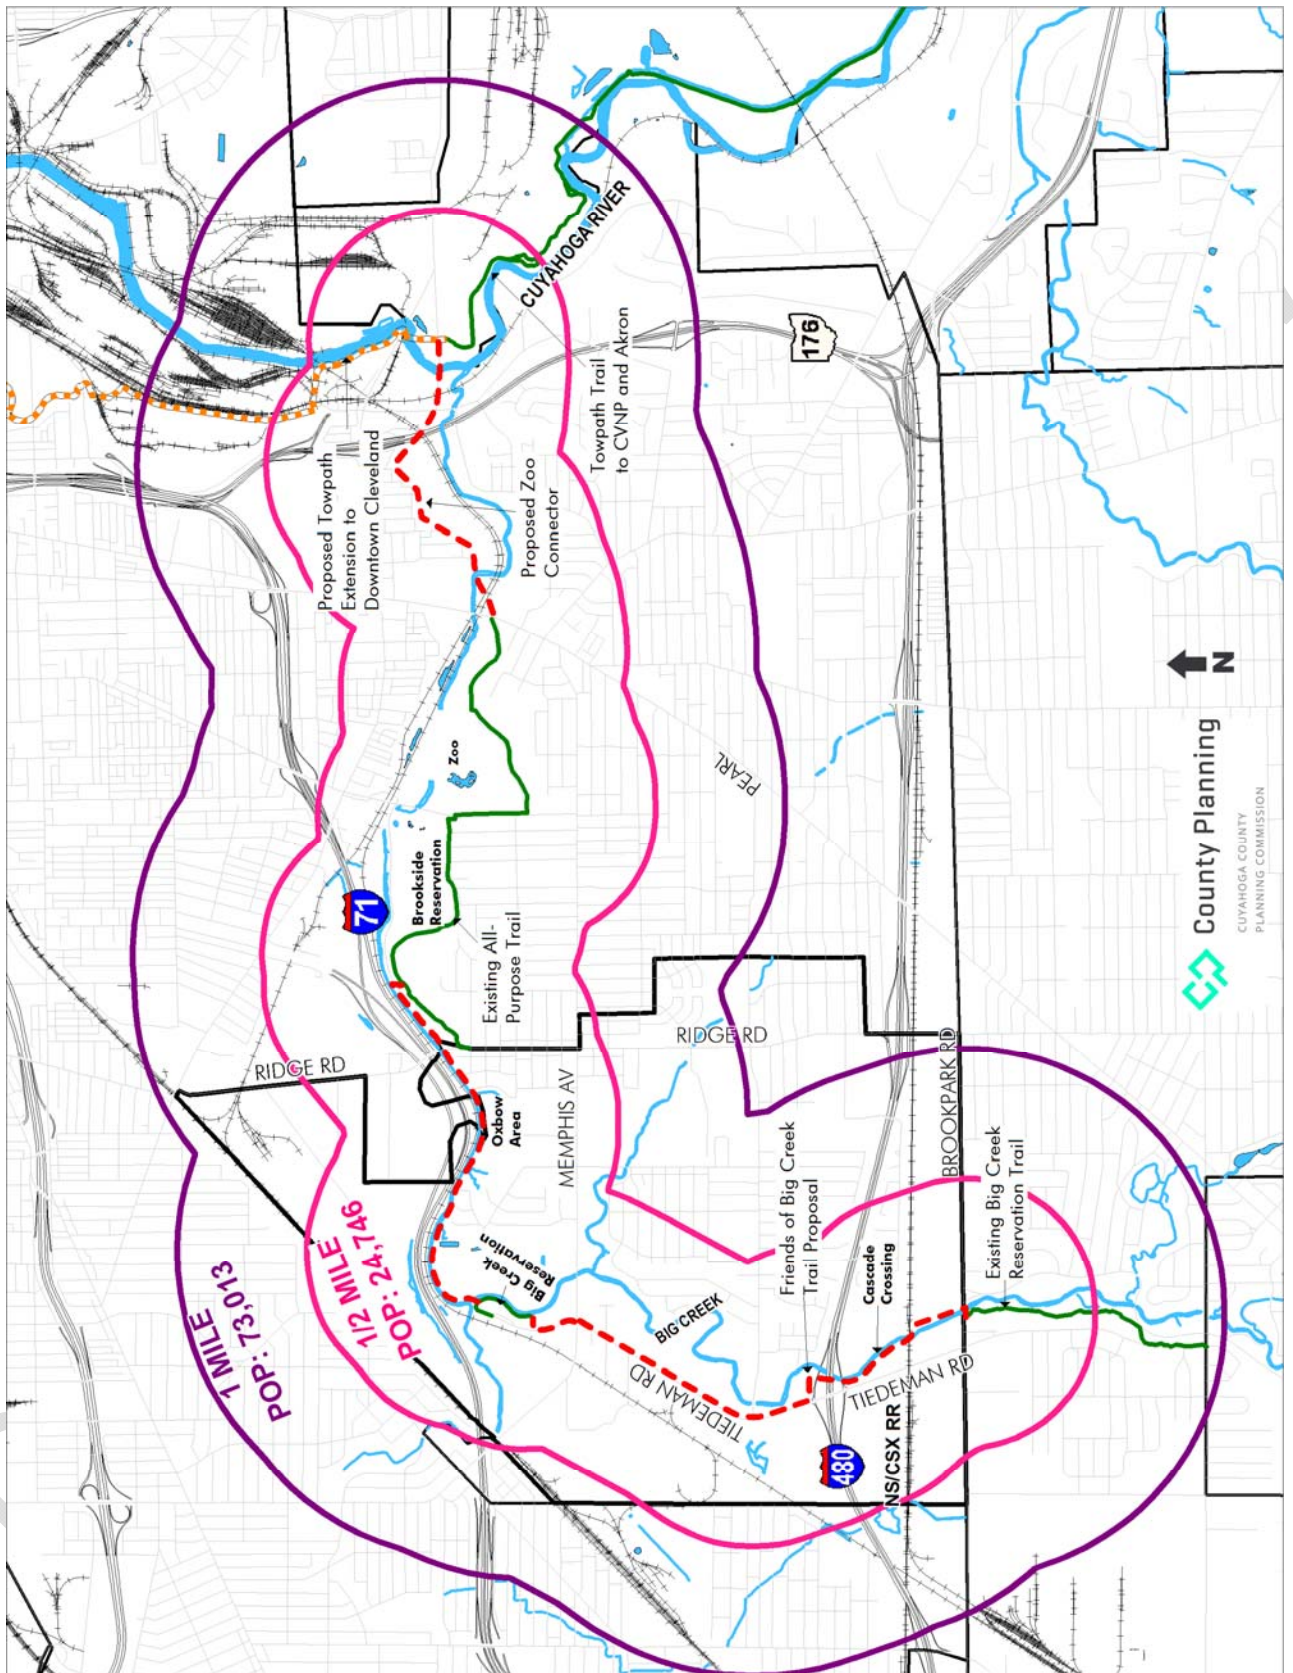 1 MILE
POP: 73,013
1/2 MILE
POP: 24,746
RIDGE RD
71
Proposed Towpath
Extension to
Downtown Cleveland
Proposed Zoo
Connector
Towpath Trail
to CVNP and Akron
CUYAHOGA RIVER
176
Zoo
Brookside
Reservation
Existing All-
Purpose Trail
Oxbow
Area
MEMPHIS AV
RIDGE RD
PEARL
Big Creek
Reservation
BIG CREEK
TIEDEMAN RD
Friends of Big Creek
Trail Proposal
Cascade
Crossing
TIEDEMAN RD
480
NS/CSX RR
BROOKPARK RD
Existing Big Creek
Reservation Trail
N
County Planning
CUYAHOGA COUNTY
PLANNING COMMISSION